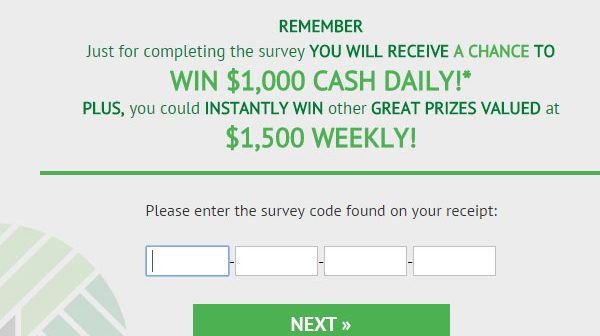 REMEMBER
Just for completing the survey YOU WILL RECEIVE A CHANCE TO
WIN $1,000 CASH DAILY!*
PLUS, you could INSTANTLY WIN other GREAT PRIZES VALUED at
$1,500 WEEKLY!
Please enter the survey code found on your receipt:
- - -
NEXT »